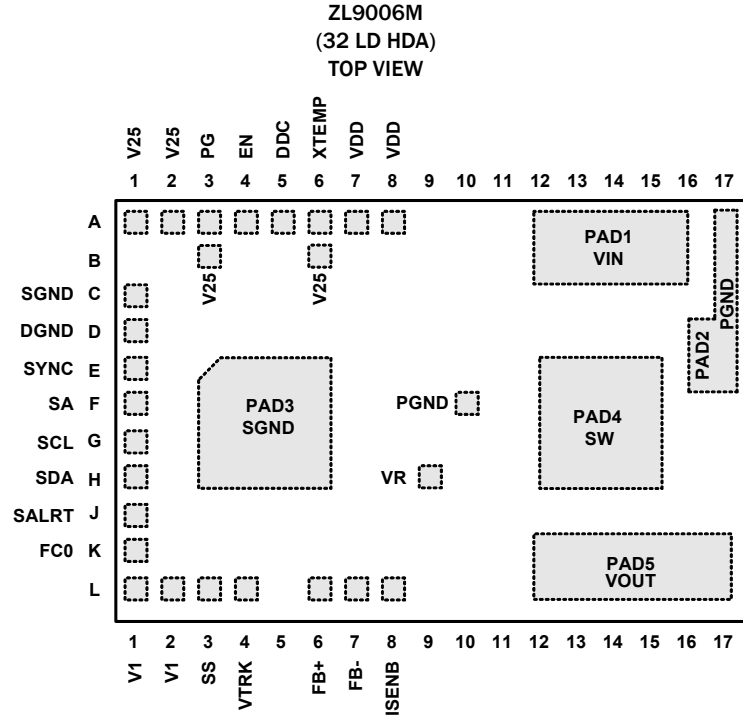 ZL9006M
(32 LD HDA)
TOP VIEW
V25 V25 PG EN DDC XTEMP VDD VDD
1 2 3 4 5 6 7 8 9 10 11 12 13 14 15 16 17
A
B
V25 V25
PAD1
VIN
PAD2
PGND
SGND C
DGND D
SYNC E
SA F
SCL G
SDA H
SALRT J
FC0 K
L
PAD3
SGND
PGND
VR
PAD4
SW
PAD5
VOUT
1 2 3 4 5 6 7 8 9 10 11 12 13 14 15 16 17
V1 V1 SS VTRK FB+ FB- ISENB